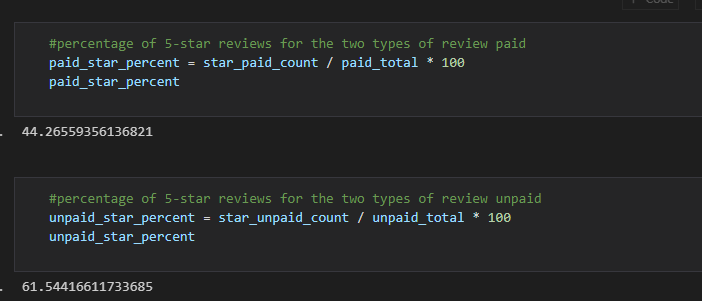 Code
#percentage of 5-star reviews for the two types of review paid
paid_star_percent = star_paid_count / paid_total * 100
paid_star_percent
44.26559356136821
#percentage of 5-star reviews for the two types of review unpaid
unpaid_star_percent = star_unpaid_count / unpaid_total * 100
unpaid_star_percent
61.54416611733685